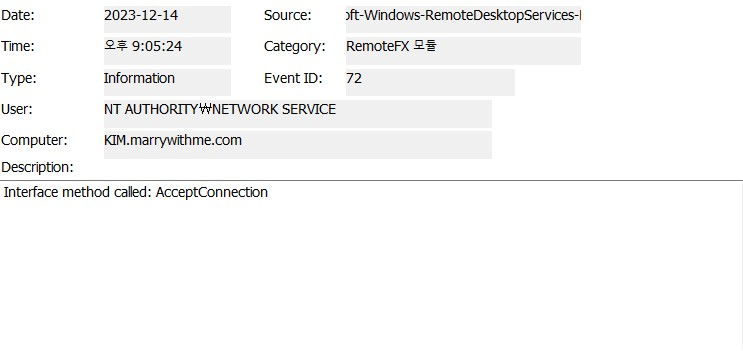 Date: 2023-12-14 Source: oft-Windows-RemoteDesktopServices-
Time: 오후 9:05:24 Category: RemoteFX 모듈
Type: Information Event ID: 72
User: NT AUTHORITY₩NETWORK SERVICE
Computer: KIM.marrywithme.com
Description:
Interface method called: AcceptConnection